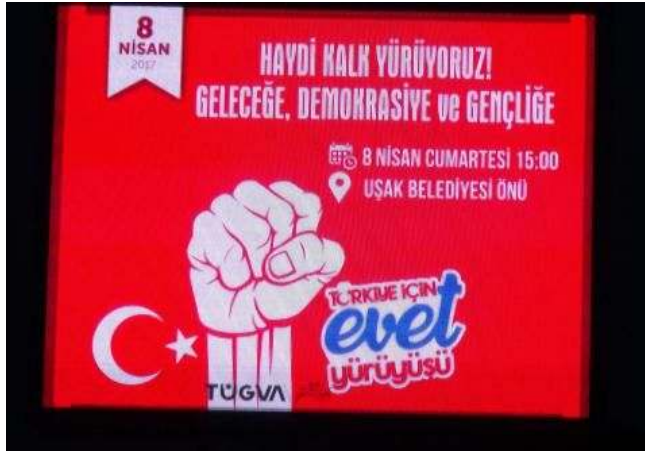 8
NİSAN
2017
HAYDİ KALK YÜRÜYORUZ!
GELECEĞE, DEMOKRASİYE ve GENÇLİĞE
8 NİSAN CUMARTESİ 15:00
UŞAK BELEDİYESİ ÖNÜ
TÜRKİYE İÇİN
evet
yürüyüşü
TÜGVA